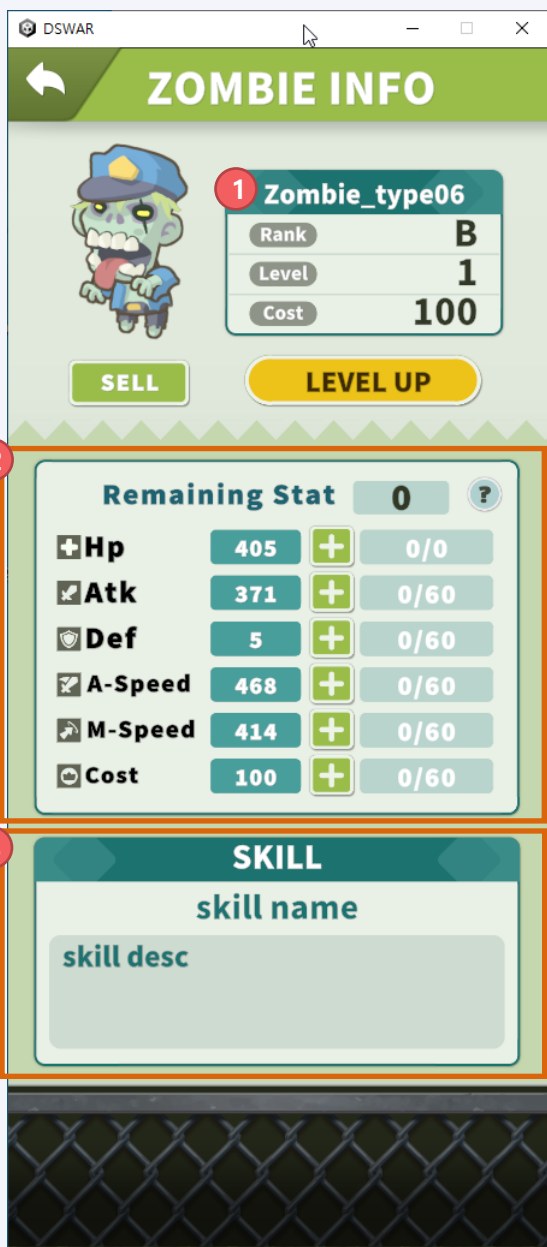 DSWAR
ZOMBIE INFO
1
Zombie_type06
Rank B
Level 1
Cost 100
SELL
LEVEL UP
2
Remaining Stat 0 ?
Hp 405 + 0/0
Atk 371 + 0/60
Def 5 + 0/60
A-Speed 468 + 0/60
M-Speed 414 + 0/60
Cost 100 + 0/60
SKILL
skill name
skill desc